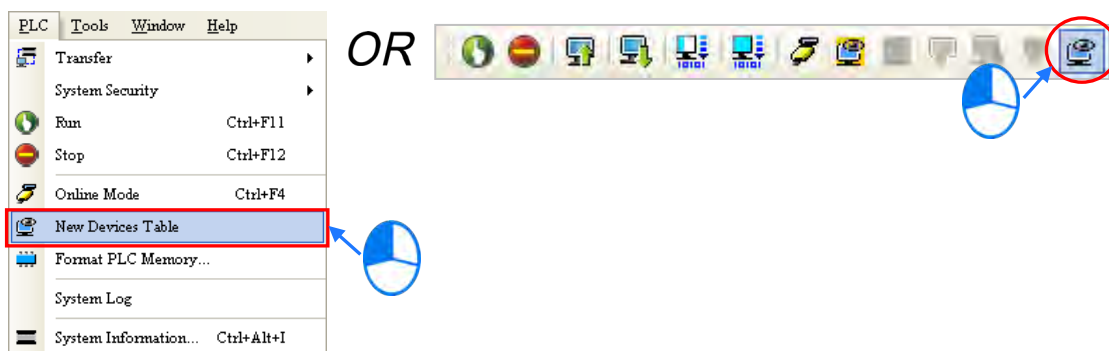 PLC Tools Window Help
Transfer
System Security
Run Ctrl+F11
Stop Ctrl+F12
Online Mode Ctrl+F4
New Devices Table
Format PLC Memory...
System Log
System Information... Ctrl+Alt+I
OR